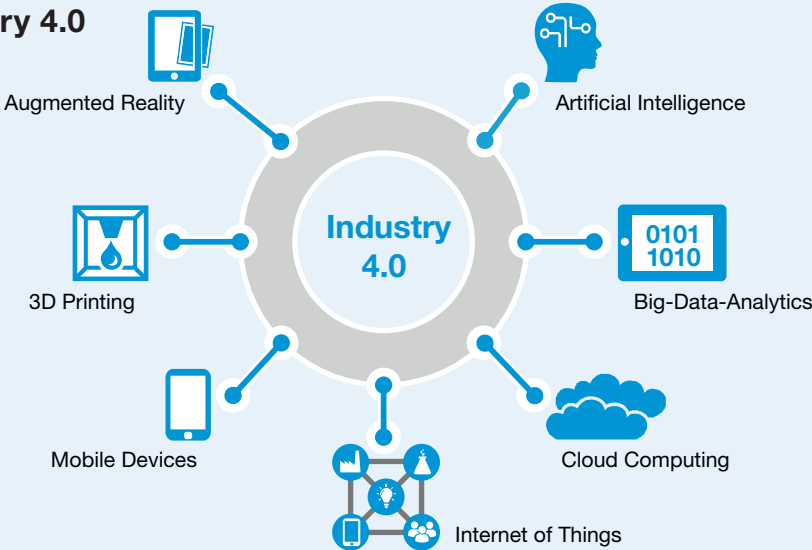 ry 4.0
Augmented Reality
Artificial Intelligence
Industry
4.0
0101
1010
3D Printing
Big-Data-Analytics
Mobile Devices
Cloud Computing
Internet of Things